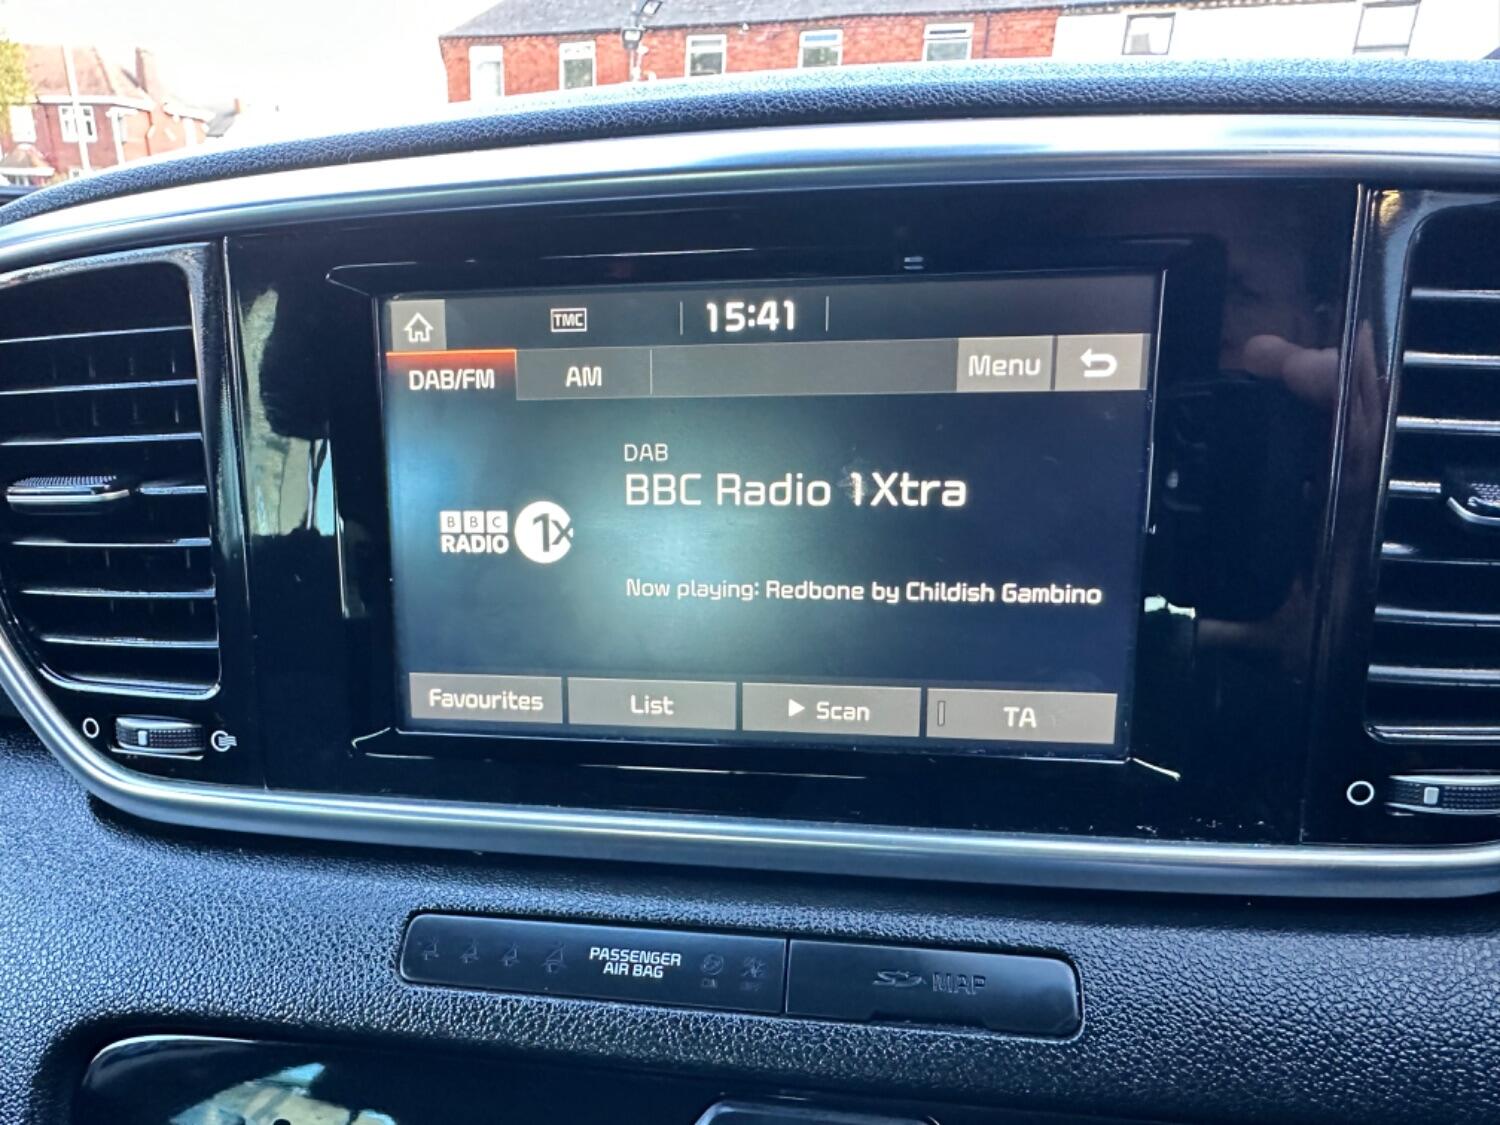 TMC
15:41
DAB/FM
AM
Menu
DAB
BBC Radio 1Xtra
BBC
RADIO 1X
Now playing: Redbone by Childish Gambino
Favourites
List
Scan
TA
PASSENGER
AIR BAG
MAP